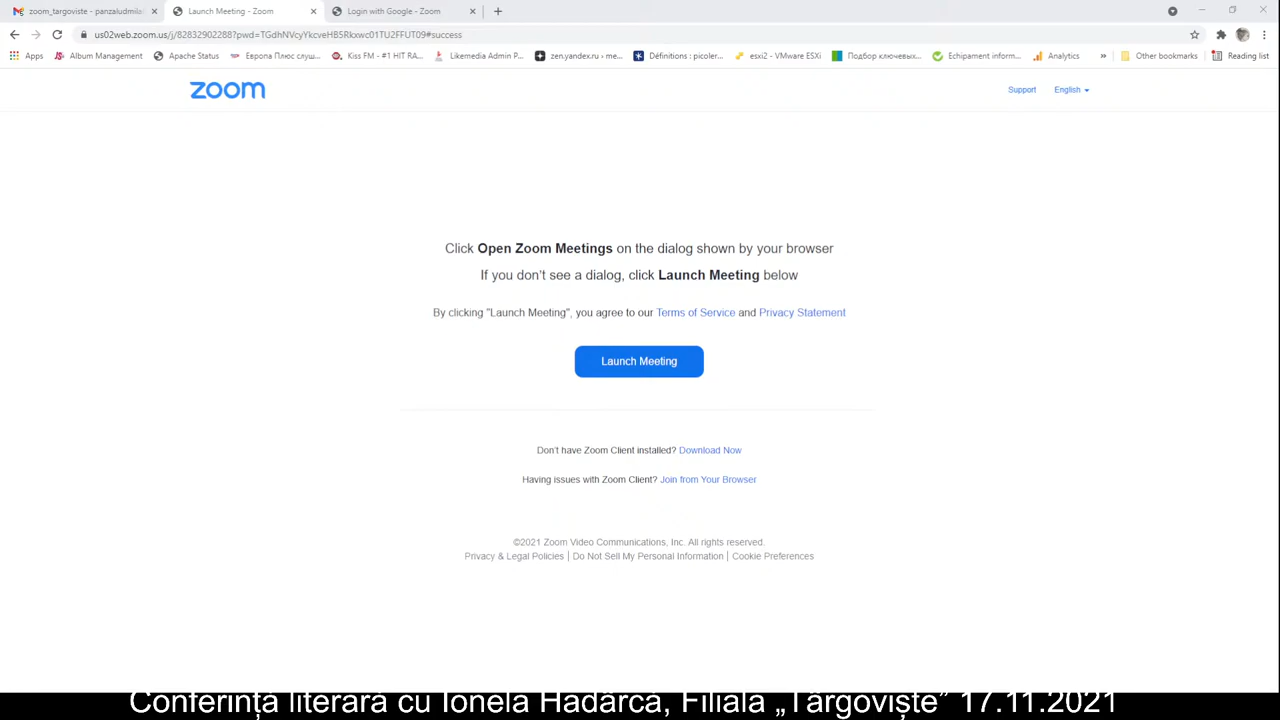 zoom_targoviste - panzaludmila
Launch Meeting - Zoom
Login with Google - Zoom
us02web.zoom.us/j/82832902288?pwd=TGdhNVcyYkcveHB5Rkxwc01TU2FFUT09#success
Apps
Album Management
Apache Status
Европа Плюс слуш...
Kiss FM - #1 HIT RA...
Likemedia Admin P...
zen.yandex.ru - me...
Définitions : picoler...
esxi2 - VMware ESXi
Подбор ключевых...
Echipament inform...
Analytics
»
Other bookmarks
Reading list
zoom
Support
English
Click Open Zoom Meetings on the dialog shown by your browser
If you don't see a dialog, click Launch Meeting below
By clicking "Launch Meeting", you agree to our Terms of Service and Privacy Statement
Launch Meeting
Don't have Zoom Client installed? Download Now
Having issues with Zoom Client? Join from Your Browser
©2021 Zoom Video Communications, Inc. All rights reserved.
Privacy & Legal Policies | Do Not Sell My Personal Information | Cookie Preferences
Conferință literară cu Ionela Hadârcă, Filiala „Târgoviște” 17.11.2021